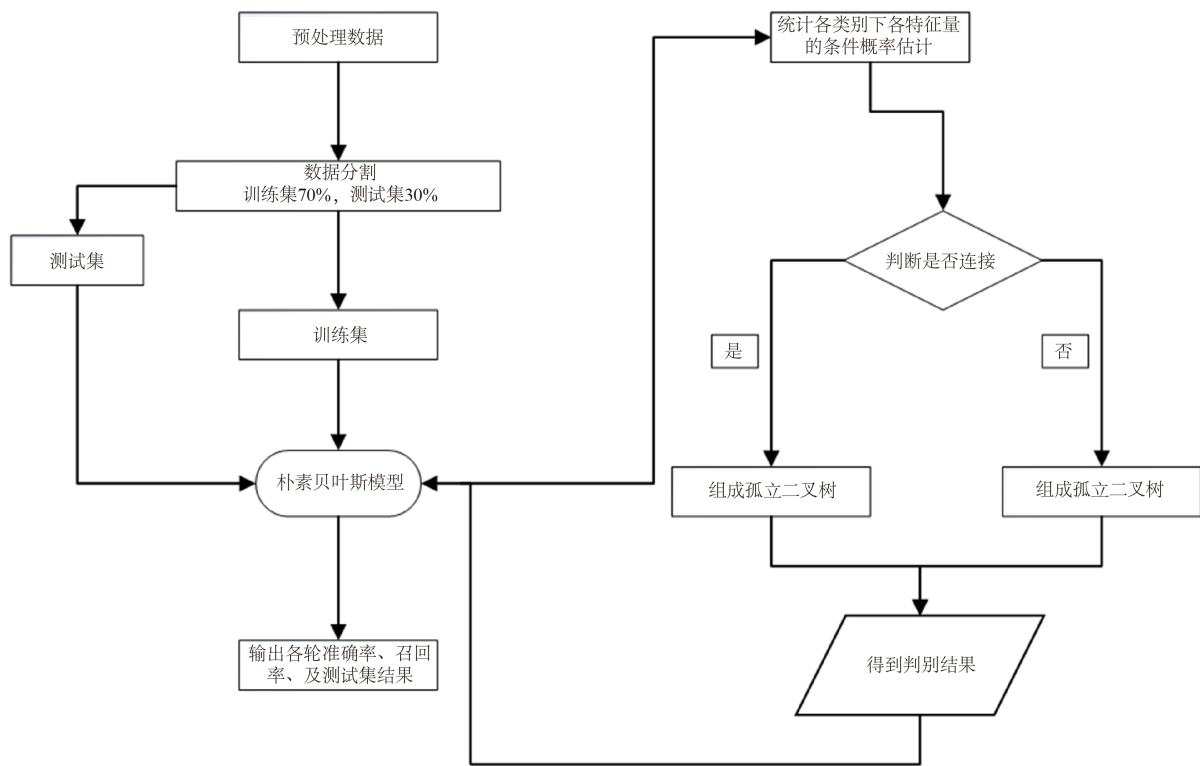 预处理数据
数据分割
训练集70%，测试集30%
测试集
训练集
朴素贝叶斯模型
输出各轮准确率、召回
率、及测试集结果
统计各类别下各特征量
的条件概率估计
判断是否连接
是
否
组成孤立二叉树
组成孤立二叉树
得到判别结果